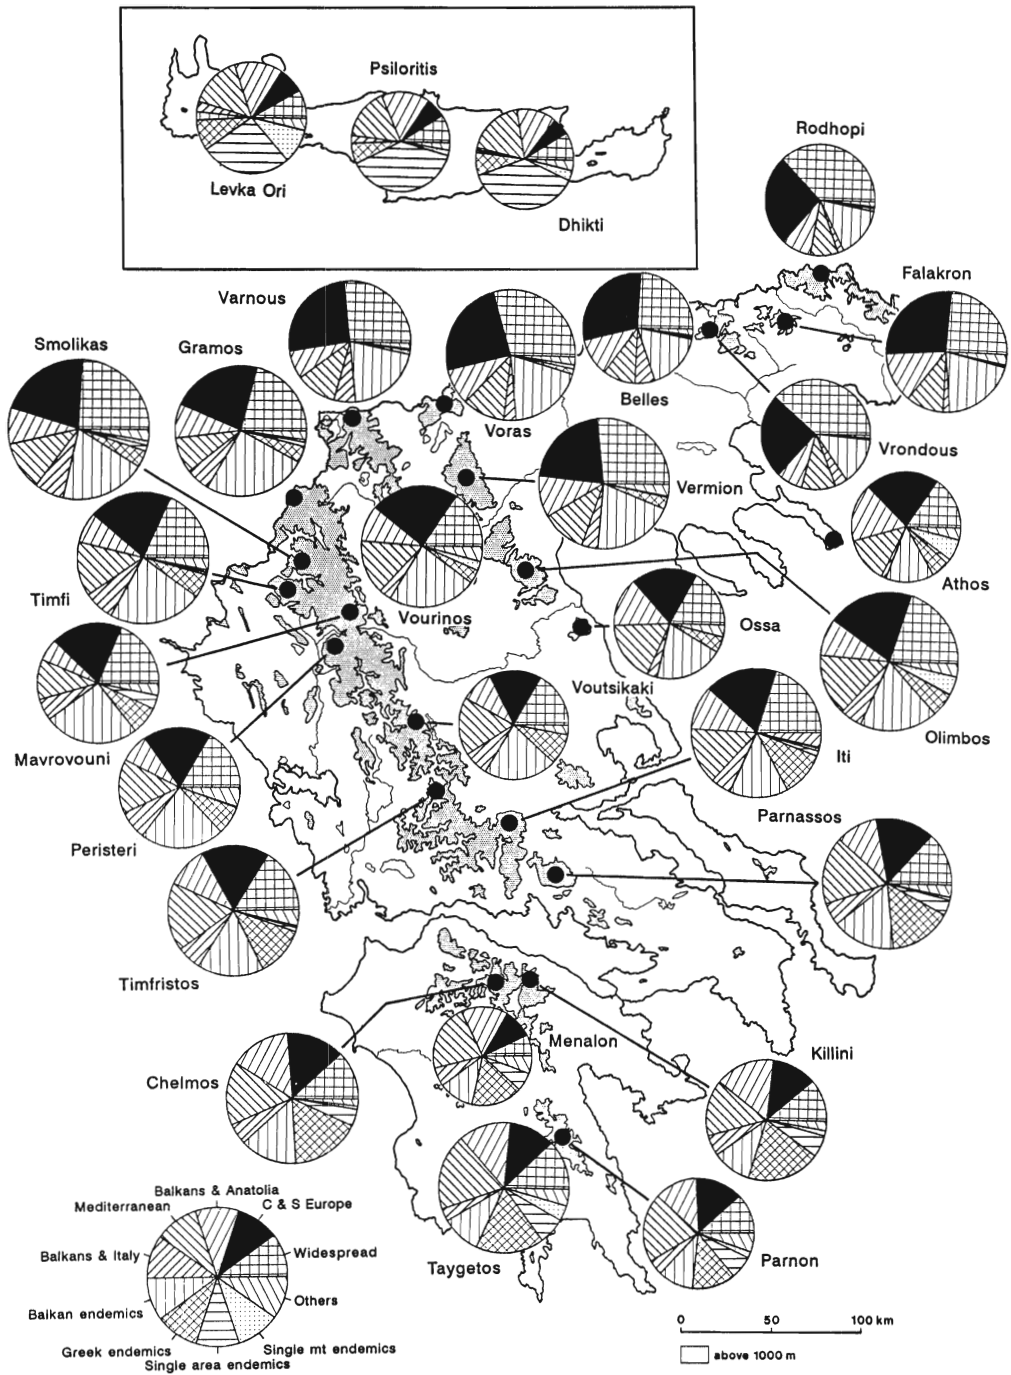 Psiloritis
Levka Ori
Dhikti
Rodhopi
Falakron
Varnous
Smolikas
Gramos
Belles
Voras
Vrondous
Vermion
Athos
Timfi
Vourinos
Ossa
Voutsikaki
Olimbos
Mavrovouni
Iti
Parnassos
Peristeri
Timfristos
Menalon
Killini
Chelmos
Taygetos
Parnon
Balkans & Anatolia
Mediterranean
C & S Europe
Balkans & Italy
Widespread
Others
Balkan endemics
Greek endemics
Single mt endemics
Single area endemics
0 50 100 km
above 1000 m